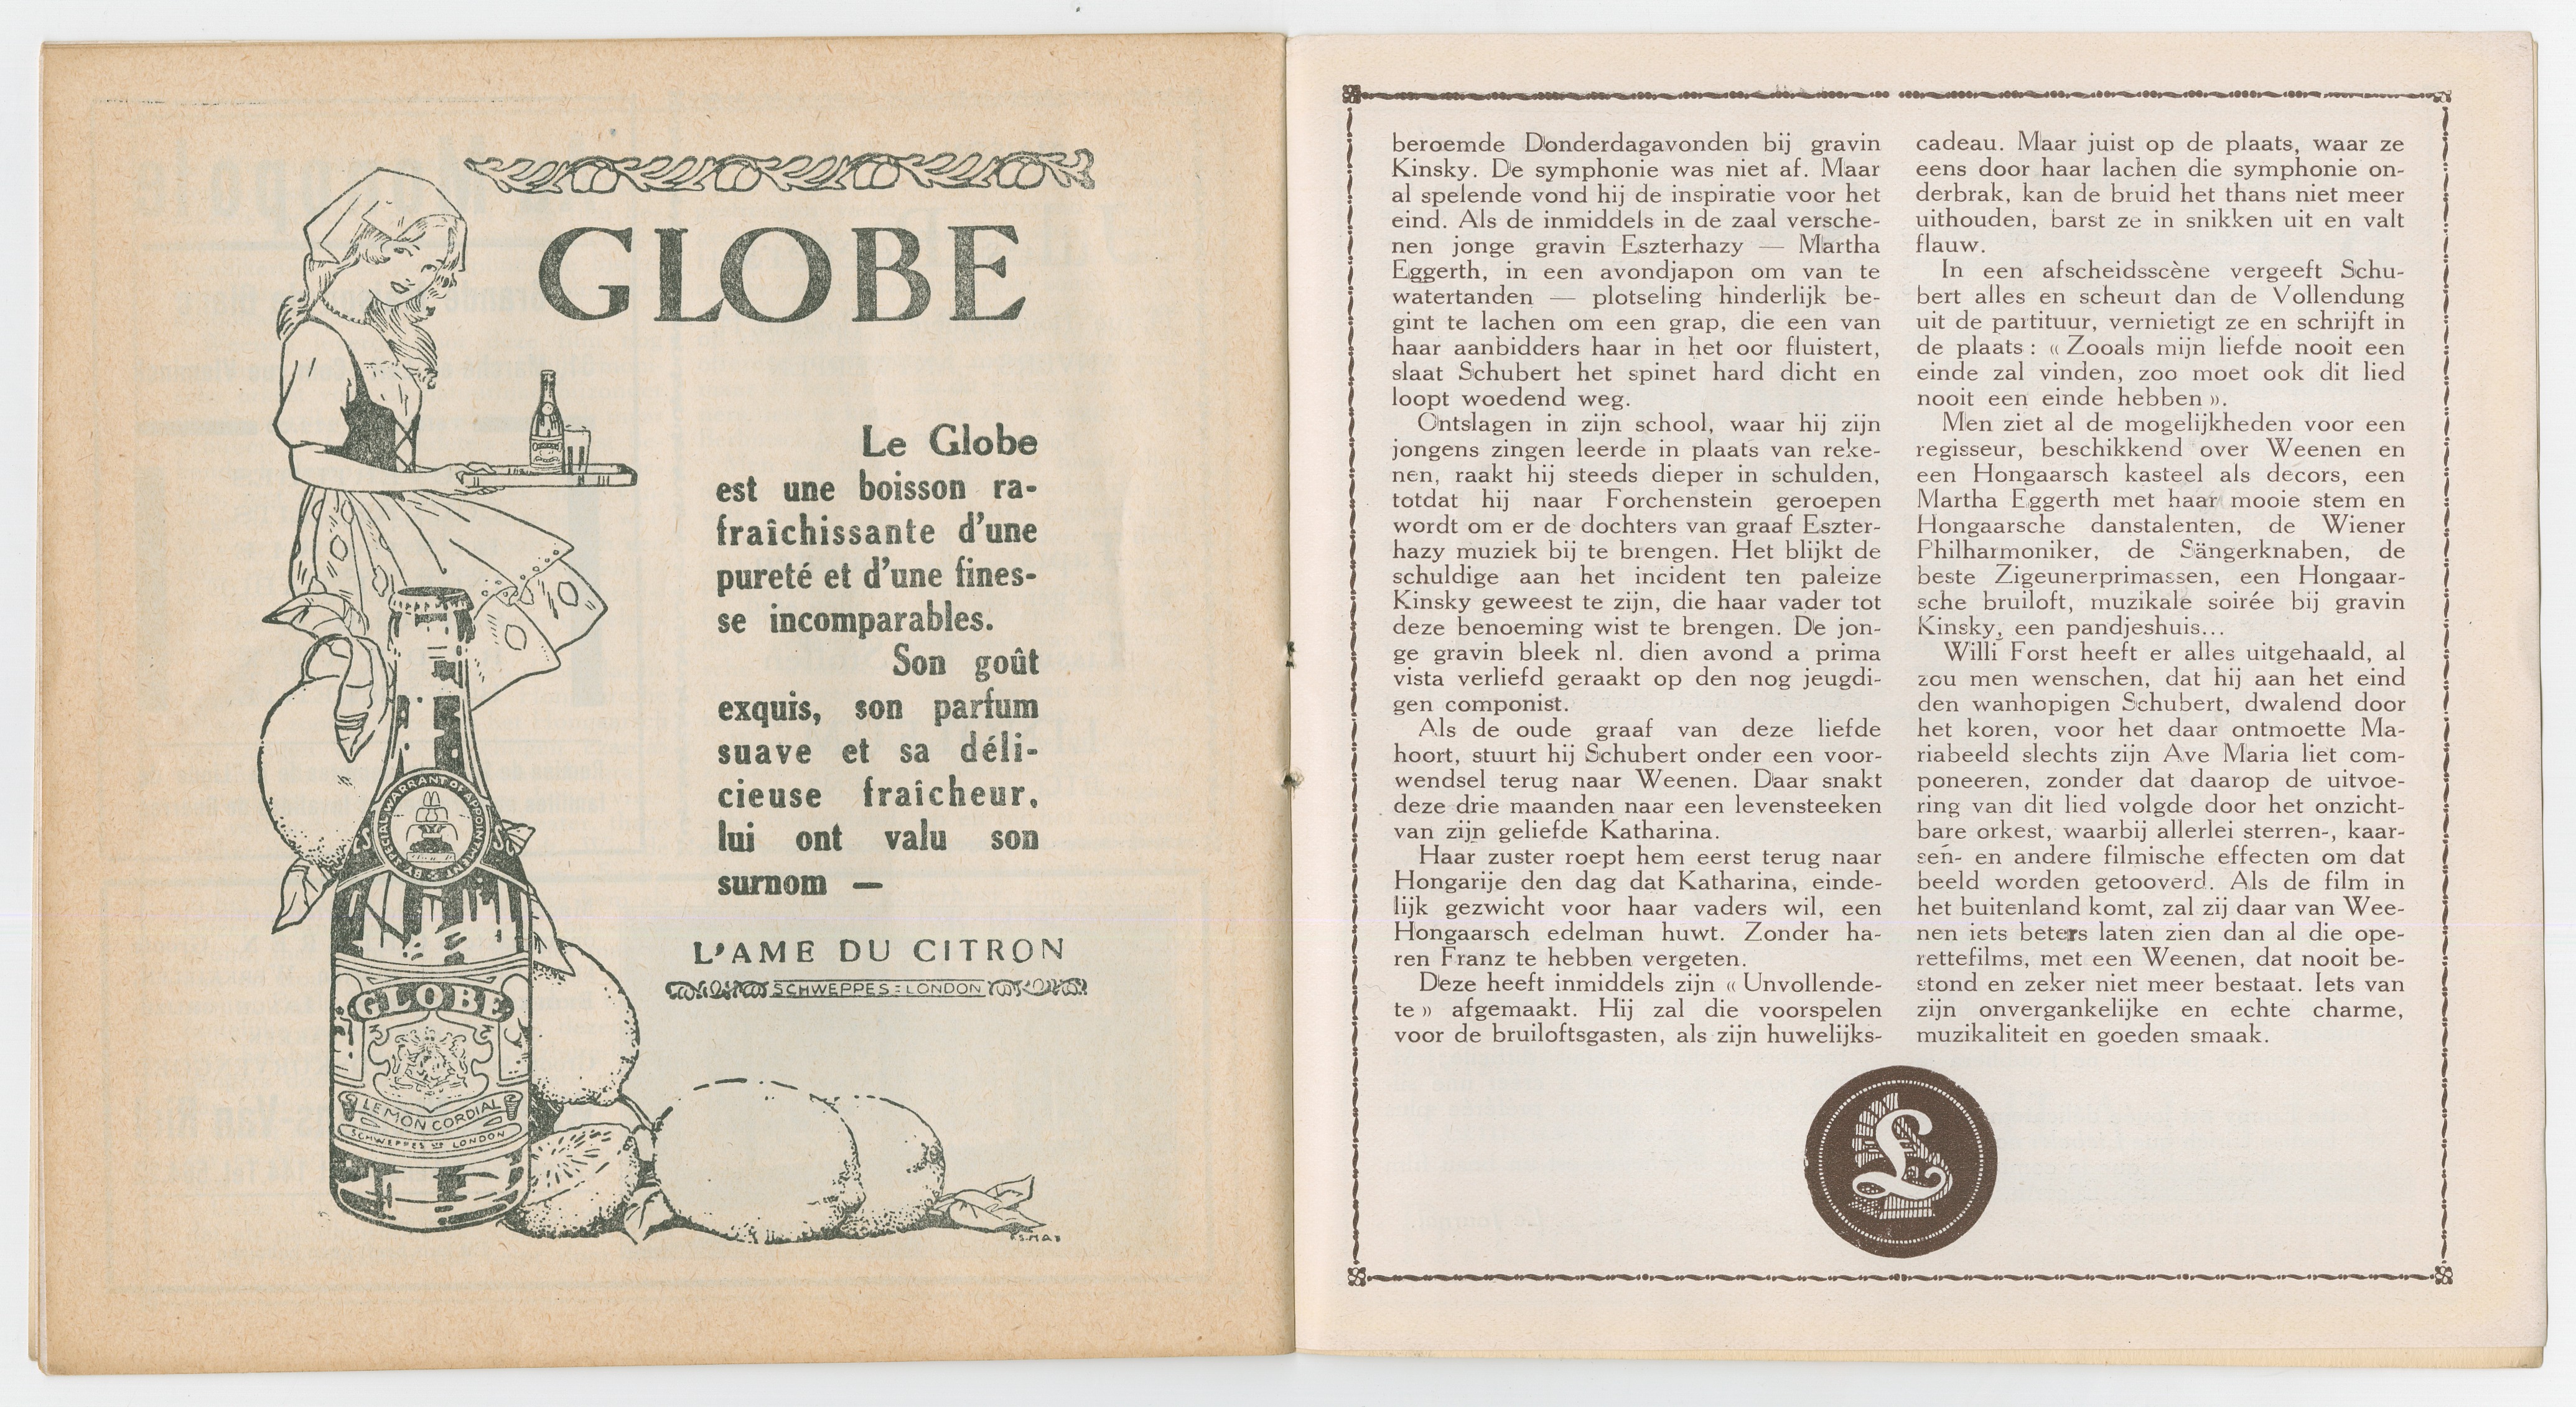 GLOBE
Le Globe
est une boisson ra-
fraîchissante d'une
pureté et d'une fines-
se incomparables.
Son goût
exquis, son parfum
suave et sa déli-
cieuse fraîcheur,
lui ont valu son
surnom —
L'AME DU CITRON
SCHWEPPES : LONDON
BY SPECIAL WARRANT OF APPOINTMENT
GLOBE
LEMON CORDIAL
SCHWEPPES LTD LONDON
beroemde Donderdagavonden bij gravin
Kinsky. De symphonie was niet af. Maar
al spelende vond hij de inspiratie voor het
eind. Als de inmiddels in de zaal versche-
nen jonge gravin Eszterhazy — Martha
Eggerth, in een avondjapon om van te
watertanden — plotseling hinderlijk be-
gint te lachen om een grap, die een van
haar aanbidders haar in het oor fluistert,
slaat Schubert het spinet hard dicht en
loopt woedend weg.
Ontslagen in zijn school, waar hij zijn
jongens zingen leerde in plaats van reke-
nen, raakt hij steeds dieper in schulden,
totdat hij naar Forchenstein geroepen
wordt om er de dochters van graaf Eszter-
hazy muziek bij te brengen. Het blijkt de
schuldige aan het incident ten paleize
Kinsky geweest te zijn, die haar vader tot
deze benoeming wist te brengen. De jon-
ge gravin bleek nl. dien avond a prima
vista verliefd geraakt op den nog jeugdi-
gen componist.
Als de oude graaf van deze liefde
hoort, stuurt hij Schubert onder een voor-
wendsel terug naar Weenen. Daar snakt
deze drie maanden naar een levensteeken
van zijn geliefde Katharina.
Haar zuster roept hem eerst terug naar
Hongarije den dag dat Katharina, einde-
lijk gezwicht voor haar vaders wil, een
Hongaarsch edelman huwt. Zonder ha-
ren Franz te hebben vergeten.
Deze heeft inmiddels zijn « Unvollende-
te » afgemaakt. Hij zal die voorspelen
voor de bruiloftsgasten, als zijn huwelijks-
cadeau. Maar juist op de plaats, waar ze
eens door haar lachen die symphonie on-
derbrak, kan de bruid het thans niet meer
uithouden, barst ze in snikken uit en valt
flauw.
In een afscheidsscène vergeeft Schu-
bert alles en scheurt dan de Vollendung
uit de partituur, vernietigt ze en schrijft in
de plaats : « Zooals mijn liefde nooit een
einde zal vinden, zoo moet ook dit lied
nooit een einde hebben ».
Men ziet al de mogelijkheden voor een
regisseur, beschikkend over Weenen en
een Hongaarsch kasteel als decors, een
Martha Eggerth met haar mooie stem en
Hongaarsche danstalenten, de Wiener
Philharmoniker, de Sängerknaben, de
beste Zigeunerprimassen, een Hongaar-
sche bruiloft, muzikale soirée bij gravin
Kinsky, een pandjeshuis...
Willi Forst heeft er alles uitgehaald, al
zou men wenschen, dat hij aan het eind
den wanhopigen Schubert, dwalend door
het koren, voor het daar ontmoette Ma-
riabeeld slechts zijn Ave Maria liet com-
poneeren, zonder dat daarop de uitvoe-
ring van dit lied volgde door het onzicht-
bare orkest, waarbij allerlei sterren-, kaar-
sen- en andere filmische effecten om dat
beeld worden getooverd. Als de film in
het buitenland komt, zal zij daar van Wee-
nen iets beters laten zien dan al die ope-
rettefilms, met een Weenen, dat nooit be-
stond en zeker niet meer bestaat. Iets van
zijn onvergankelijke en echte charme,
muzikaliteit en goeden smaak.
L